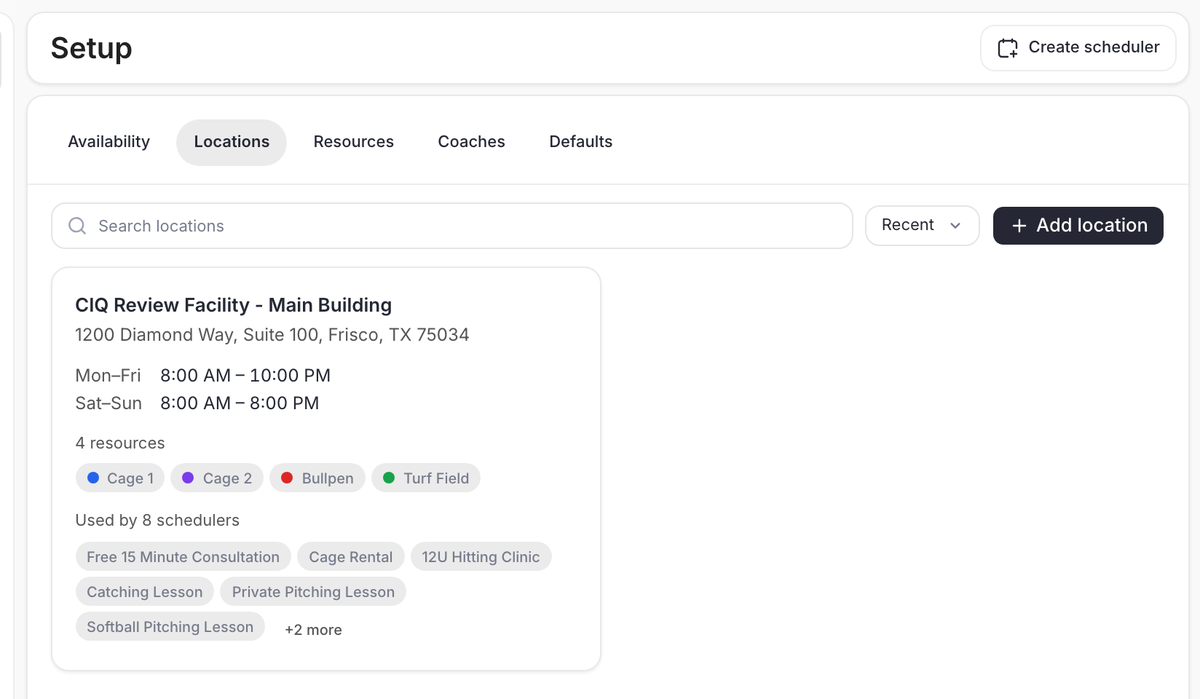 Setup
Create scheduler
Availability Locations Resources Coaches Defaults
Search locations Recent Add location
CIQ Review Facility - Main Building
1200 Diamond Way, Suite 100, Frisco, TX 75034
Mon–Fri 8:00 AM – 10:00 PM
Sat–Sun 8:00 AM – 8:00 PM
4 resources
Cage 1 Cage 2 Bullpen Turf Field
Used by 8 schedulers
Free 15 Minute Consultation Cage Rental 12U Hitting Clinic
Catching Lesson Private Pitching Lesson
Softball Pitching Lesson +2 more